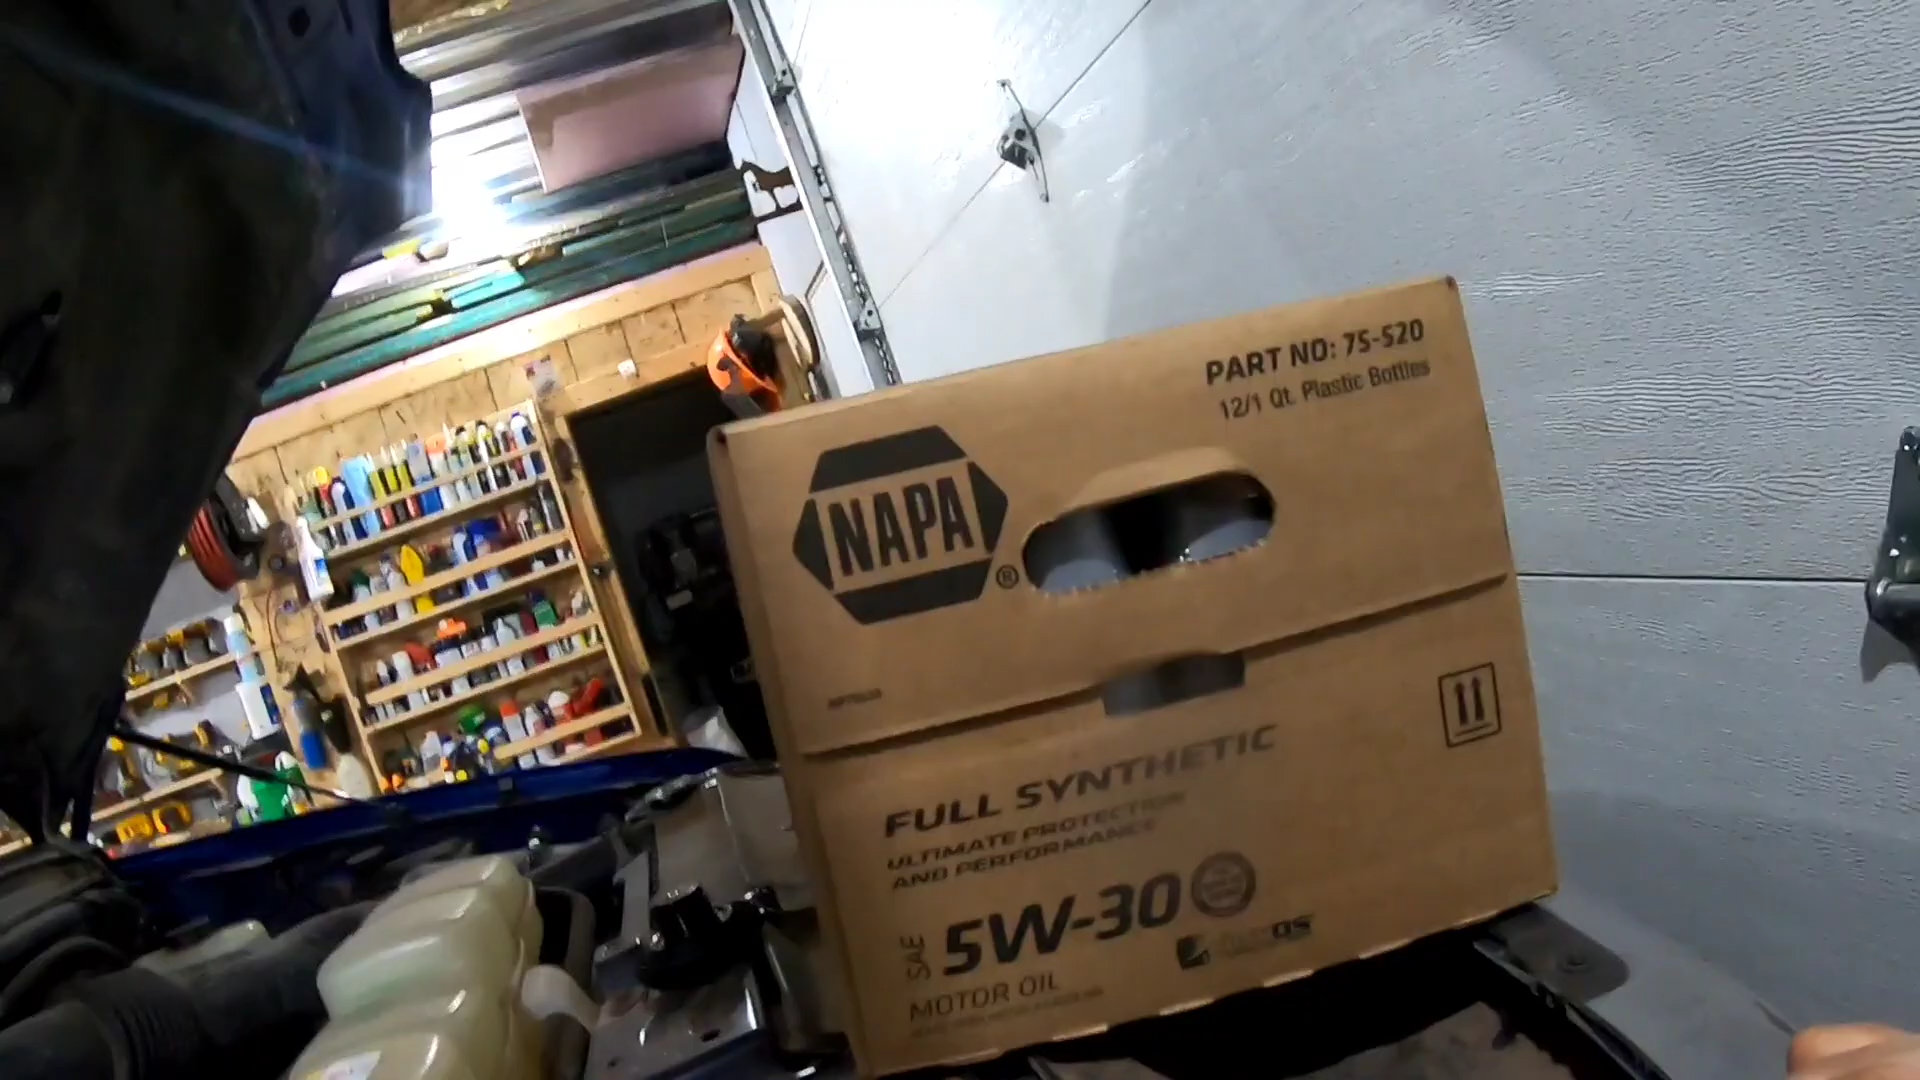 PART NO: 75-520
12/1 Qt. Plastic Bottles
NAPA®
FULL SYNTHETIC
ULTIMATE PROTECTION
AND PERFORMANCE
SAE 5W-30
MOTOR OIL